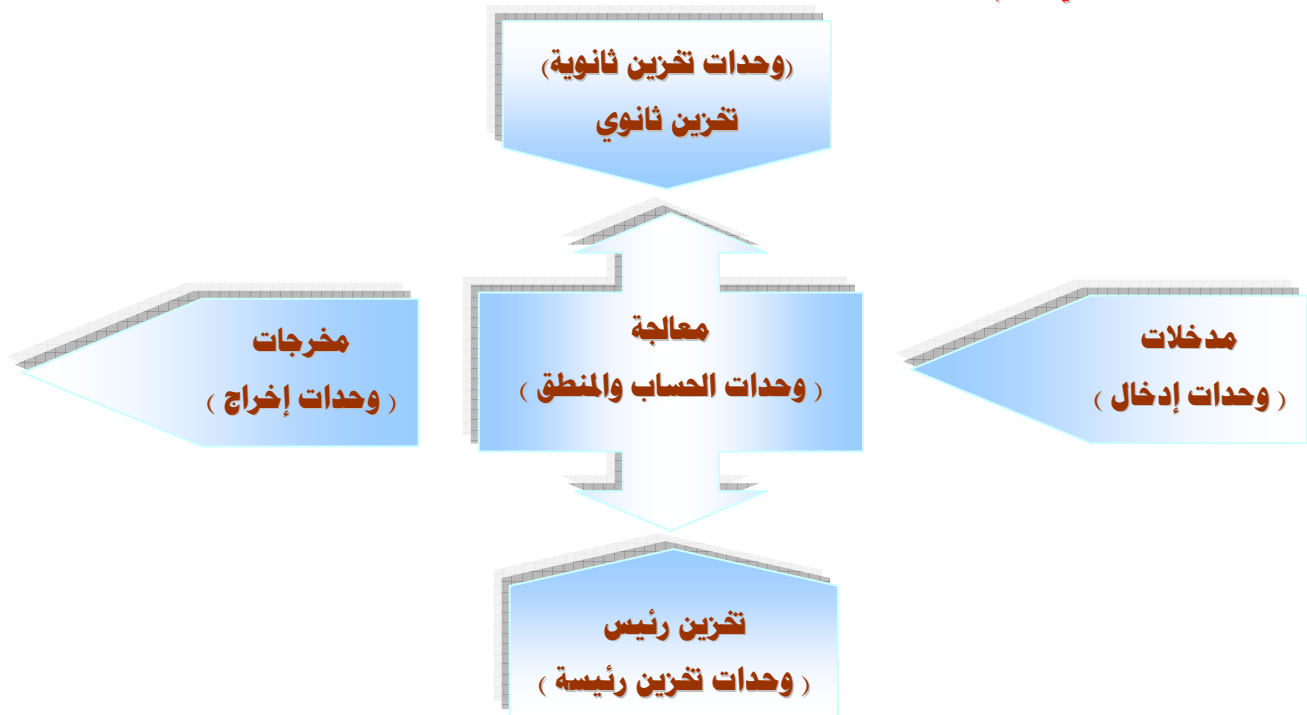 (وحدات تخزين ثانوية)
تخزين ثانوي
مدخلات
( وحدات إدخال )
معالجة
( وحدات الحساب والمنطق )
مخرجات
( وحدات إخراج )
تخزين رئيس
( وحدات تخزين رئيسة )